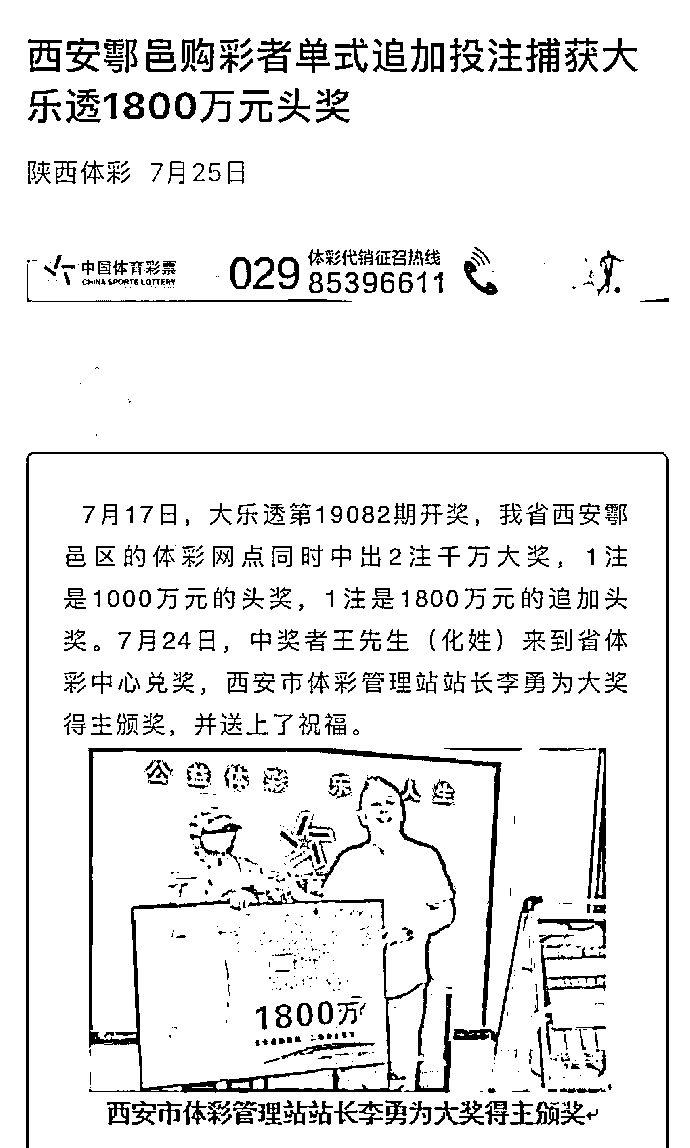 西安鄠邑购彩者单式追加投注捕获大
乐透1800万元头奖
陕西体彩 7月25日
中国体育彩票
CHINA SPORTS LOTTERY
029
体彩代销征召热线
85396611
7月17日，大乐透第19082期开奖，我省西安鄠
邑区的体彩网点同时中出2注千万大奖，1注
是1000万元的头奖，1注是1800万元的追加头
奖。7月24日，中奖者王先生（化姓）来到省体
彩中心兑奖，西安市体彩管理站站长李勇为大奖
得主颁奖，并送上了祝福。
公益体彩 乐 人生
1800万
西安市体彩管理站站长李勇为大奖得主颁奖